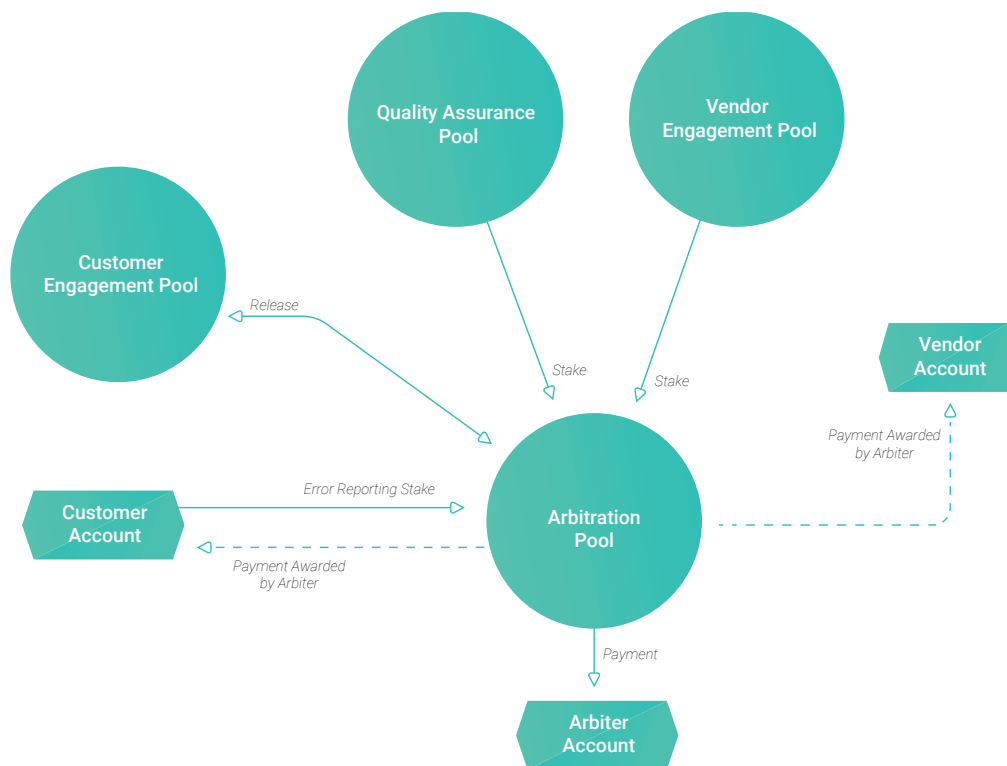 Quality Assurance
Pool
Vendor
Engagement Pool
Customer
Engagement Pool
Release
Stake
Stake
Vendor
Account
Payment Awarded
by Arbiter
Error Reporting Stake
Customer
Account
Arbitration
Pool
Payment Awarded
by Arbiter
Payment
Arbiter
Account